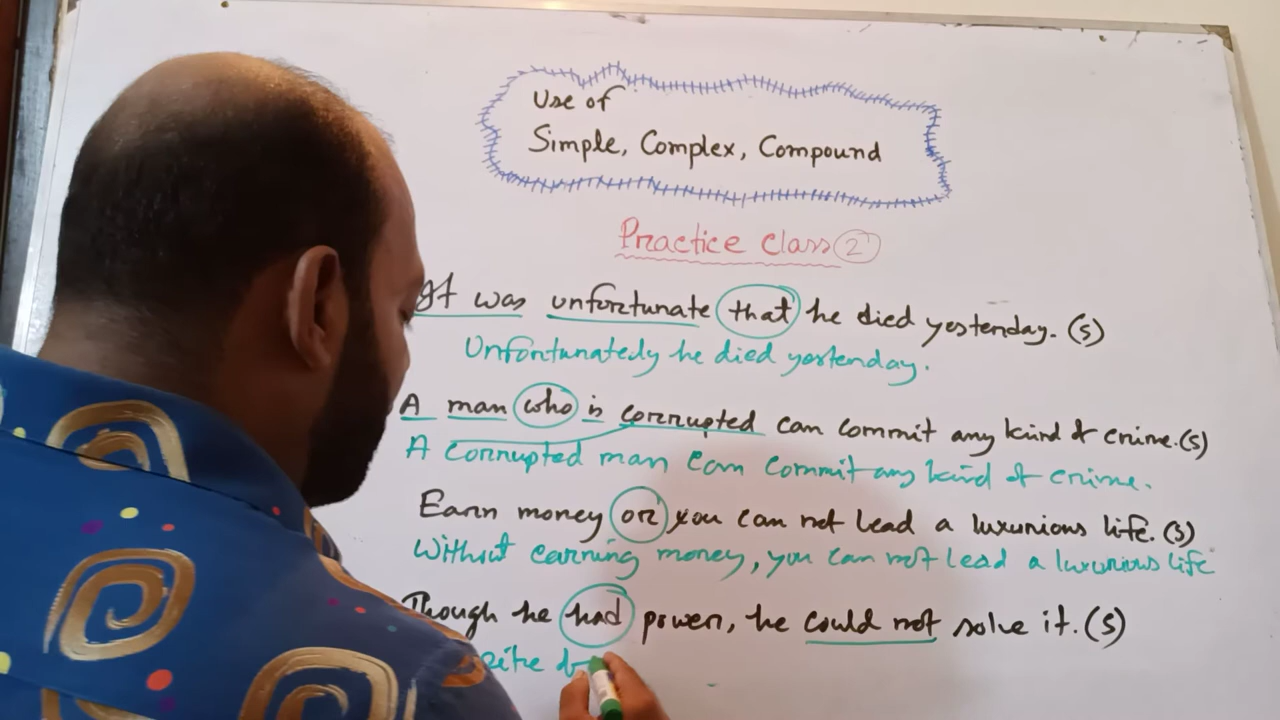 Use of
Simple, Complex, Compound
Practice Class 2
It was unfortunate that he died yesterday. (S)
Unfortunately he died yesterday.
A man who is corrupted can commit any kind of crime. (S)
A corrupted man can commit any kind of crime.
Earn money or you can not lead a luxurious life. (S)
Without earning money, you can not lead a luxurious life
Though he had power, he could not solve it. (S)